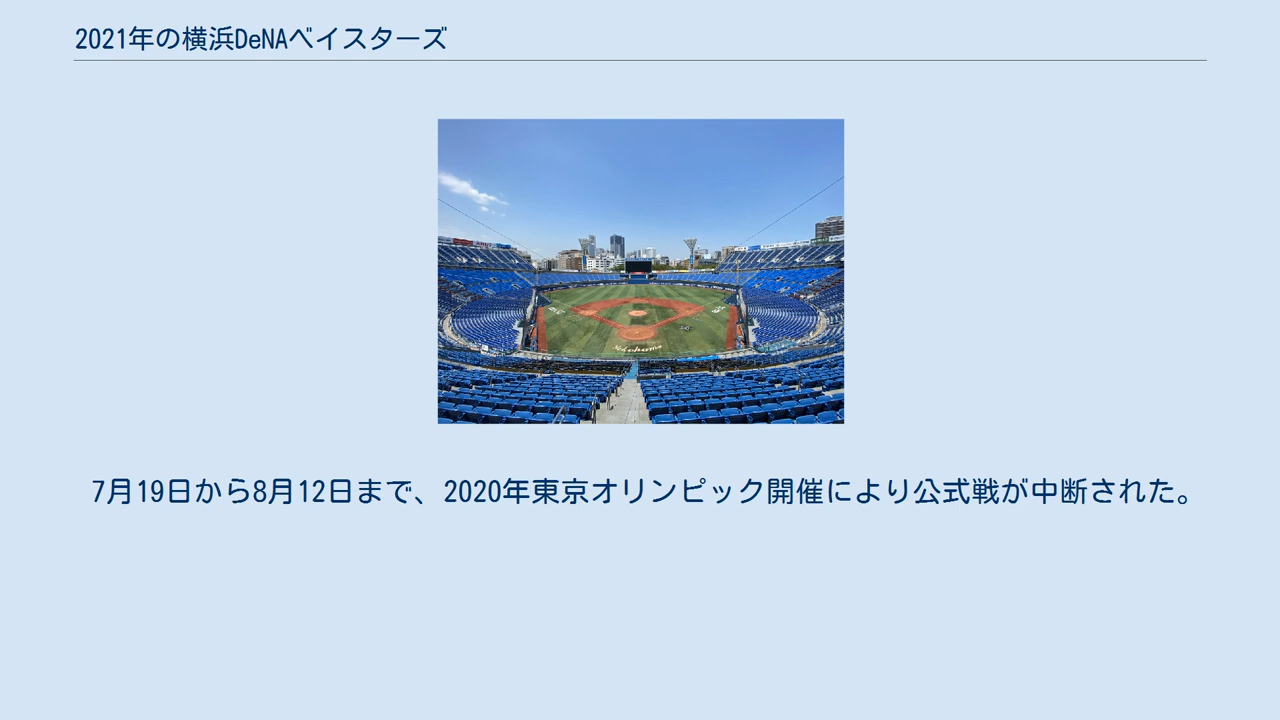 2021年の横浜DeNAベイスターズ
Yokohama
7月19日から8月12日まで、2020年東京オリンピック開催により公式戦が中断された。